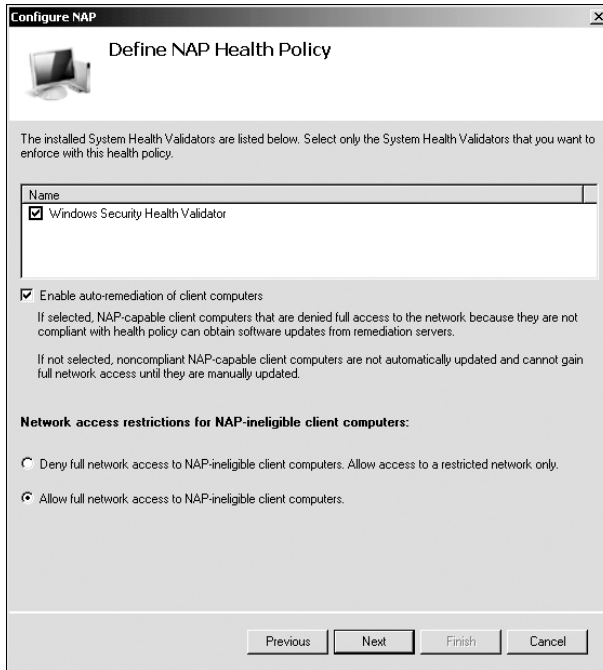 Configure NAP
Define NAP Health Policy
The installed System Health Validators are listed below. Select only the System Health Validators that you want to
enforce with this health policy.
Name
Windows Security Health Validator
Enable auto-remediation of client computers
If selected, NAP-capable client computers that are denied full access to the network because they are not
compliant with health policy can obtain software updates from remediation servers.
If not selected, noncompliant NAP-capable client computers are not automatically updated and cannot gain
full network access until they are manually updated.
Network access restrictions for NAP-ineligible client computers:
Deny full network access to NAP-ineligible client computers. Allow access to a restricted network only.
Allow full network access to NAP-ineligible client computers.
Previous
Next
Finish
Cancel